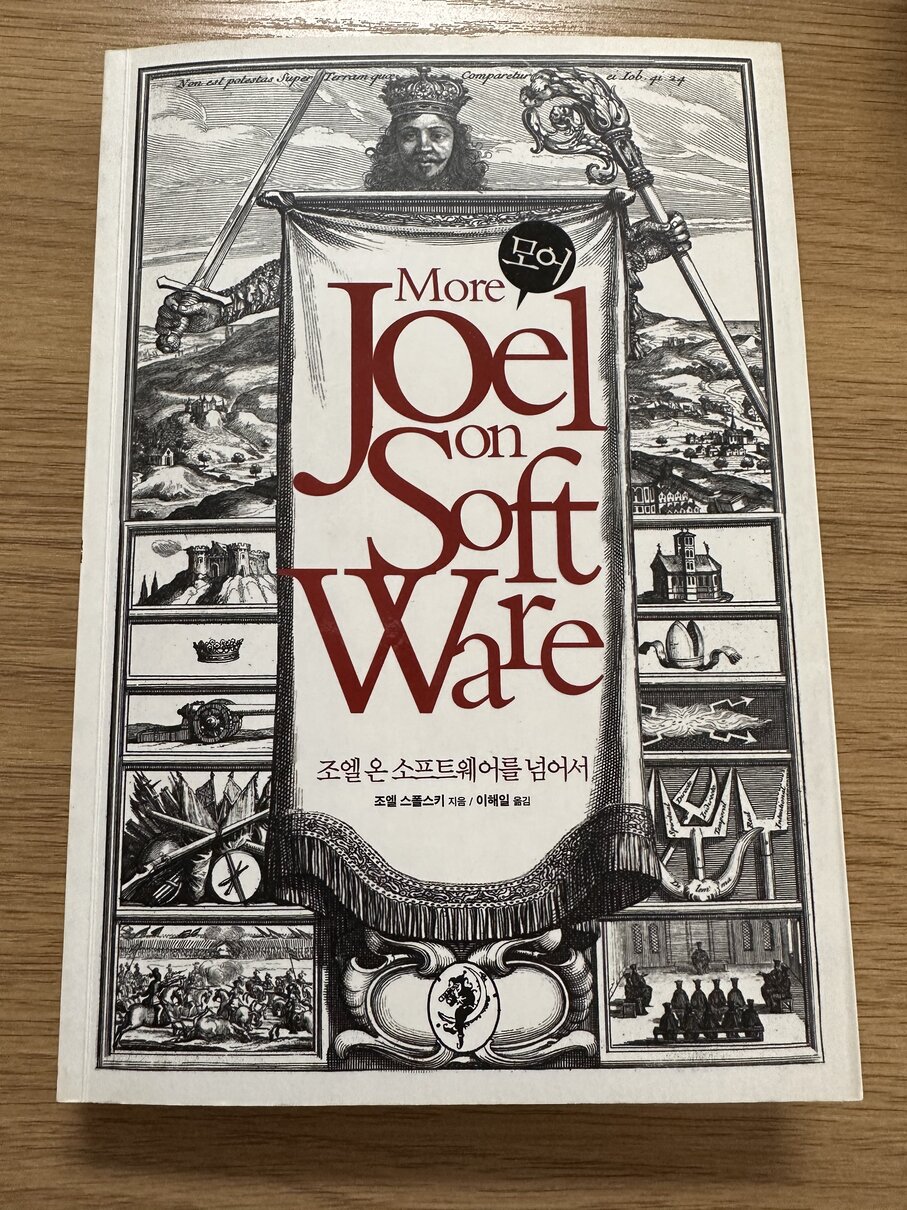 Non est potestas Super Terram quæ Comparetur ei Iob. 41. 24
모어
More
Joel
on
Soft
Ware
조엘 온 소프트웨어를 넘어서
조엘 스폴스키 지음 / 이해일 옮김